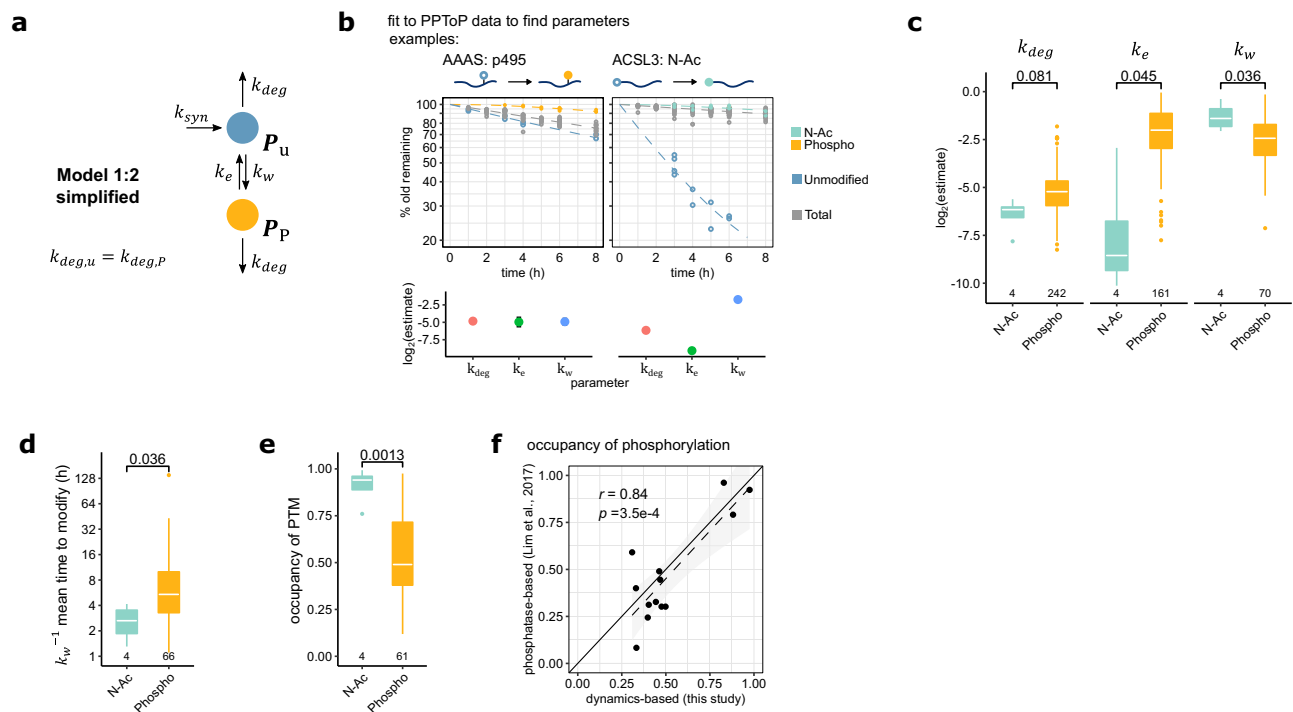 a
k_deg
k_syn
P_u
k_e k_w
Model 1:2
simplified
P_P
k_deg,u = k_deg,P
k_deg
b
fit to PPToP data to find parameters
examples:
AAAS: p495
ACSL3: N-Ac
% old remaining
100
90
80
70
60
50
40
30
20
0 2 4 6 8
0 2 4 6 8
time (h)
time (h)
N-Ac
Phospho
Unmodified
Total
log2(estimate)
-2.5
-5.0
-7.5
k_deg k_e k_w
k_deg k_e k_w
parameter
c
k_deg k_e k_w
0.081 0.045 0.036
log2(estimate)
0.0
-2.5
-5.0
-7.5
-10.0
4 242 4 161 4 70
N-Ac Phospho N-Ac Phospho N-Ac Phospho
d
0.036
k_w⁻¹ mean time to modify (h)
128
64
32
16
8
4
2
1
4 66
N-Ac Phospho
e
0.0013
occupancy of PTM
1.00
0.75
0.50
0.25
0.00
4 61
N-Ac Phospho
f
occupancy of phosphorylation
r = 0.84
p =3.5e-4
phosphatase-based (Lim et al., 2017)
1.00
0.75
0.50
0.25
0.00
0.00 0.25 0.50 0.75 1.00
dynamics-based (this study)